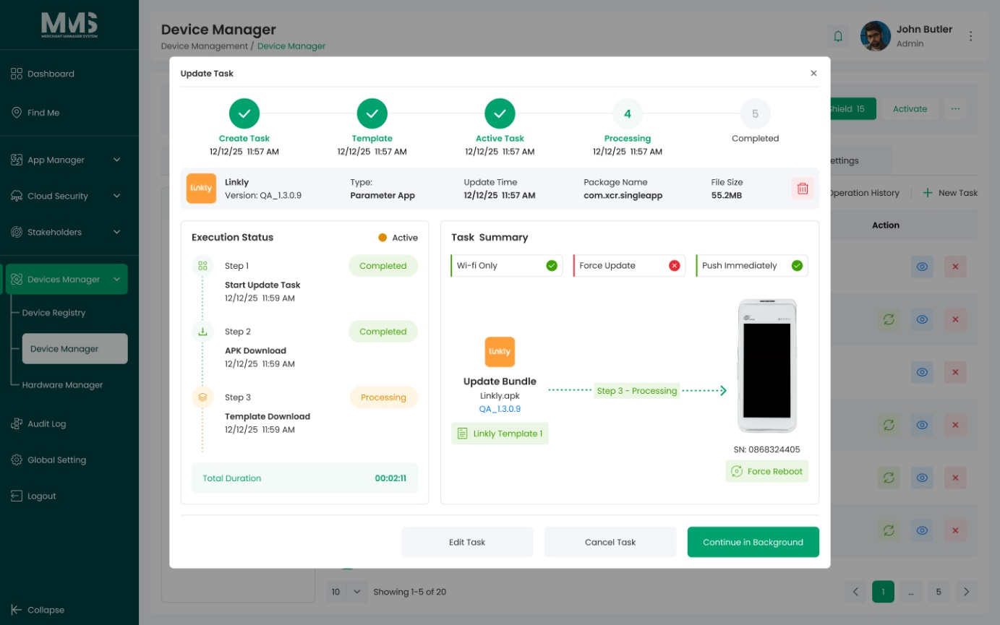 MMS
MERCHANT MANAGER SYSTEM
Dashboard
Find Me
App Manager
Cloud Security
Stakeholders
Devices Manager
Device Registry
Device Manager
Hardware Manager
Audit Log
Global Setting
Logout
Collapse
Device Manager
Device Management / Device Manager
John Butler
Admin
Shield 15
Activate
...
ettings
Operation History
New Task
Action
Update Task
4
5
Create Task
Template
Active Task
Processing
Completed
12/12/25 11:57 AM
12/12/25 11:57 AM
12/12/25 11:57 AM
12/12/25 11:57 AM
linkly
Linkly
Version: QA_1.3.0.9
Type:
Parameter App
Update Time
12/12/25 11:57 AM
Package Name
com.xcr.singleapp
File Size
55.2MB
Execution Status
Active
Step 1
Completed
Start Update Task
12/12/25 11:59 AM
Step 2
Completed
APK Download
12/12/25 11:59 AM
Step 3
Processing
Template Download
12/12/25 11:59 AM
Total Duration
00:02:11
Task Summary
Wi-fi Only
Force Update
Push Immediately
linkly
Update Bundle
Linkly.apk
QA_1.3.0.9
Linkly Template 1
Step 3 - Processing
SN: 0868324405
Force Reboot
Edit Task
Cancel Task
Continue in Background
10
Showing 1-5 of 20
1
...
5